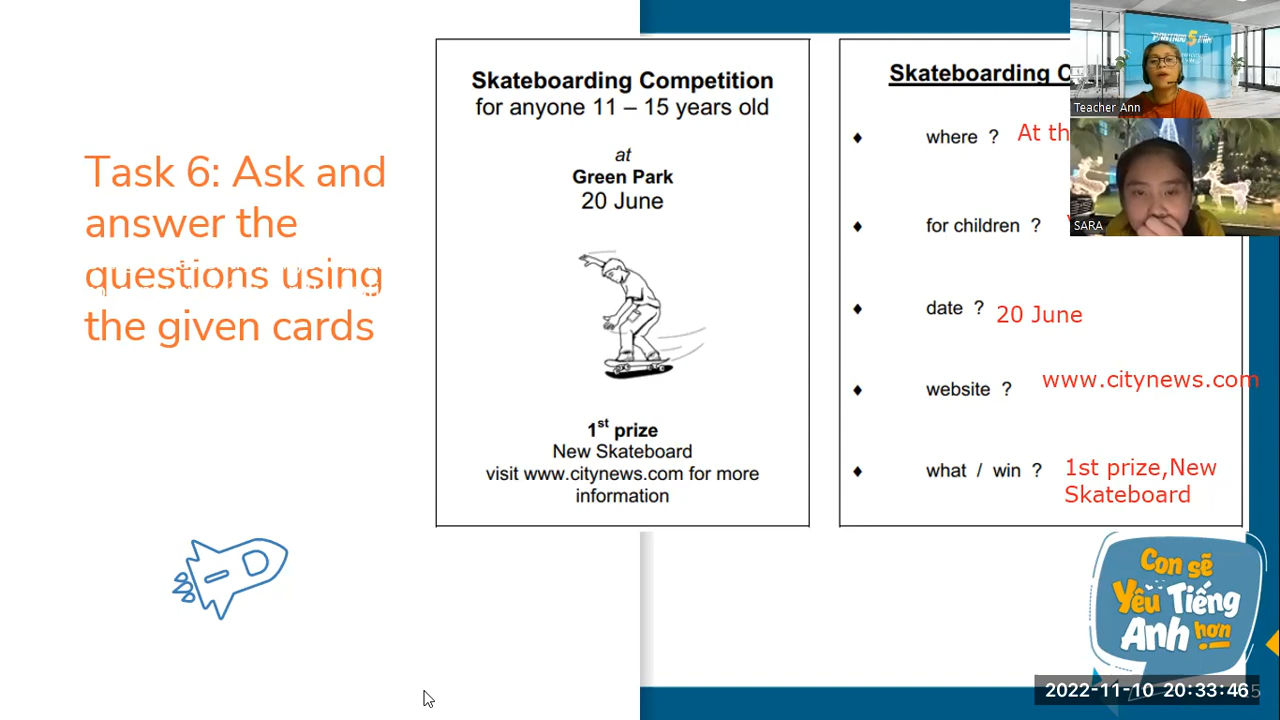 Task 6: Ask and
answer the
questions using
the given cards
Skateboarding Competition
for anyone 11 – 15 years old
at
Green Park
20 June
1st prize
New Skateboard
visit www.citynews.com for more
information
Skateboarding
where ?
At th
for children ?
date ?
20 June
website ?
www.citynews.com
what / win ?
1st prize,New
Skateboard
Teacher Ann
SARA
Con sẽ
Yêu Tiếng
Anh hơn
2022-11-10 20:33:46